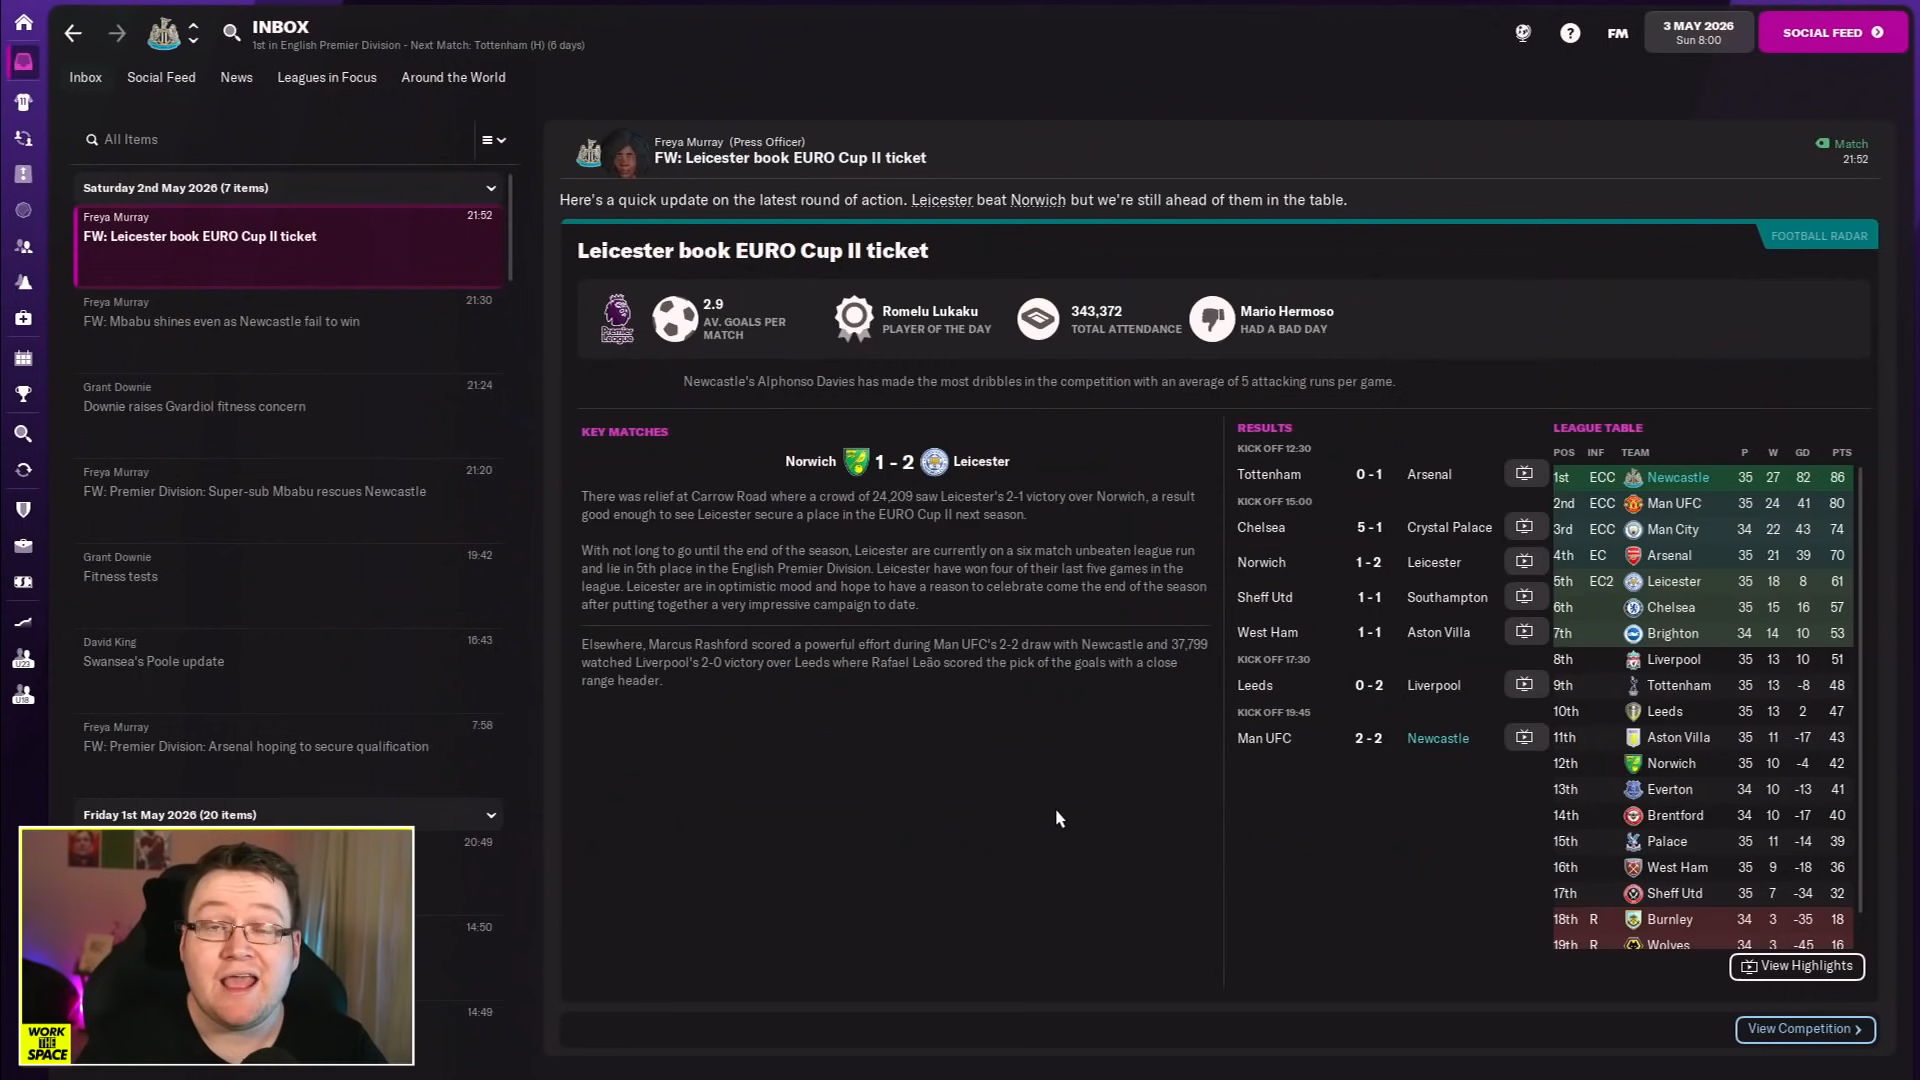 INBOX
1st in English Premier Division - Next Match: Tottenham (H) (6 days)
FM
3 MAY 2026
Sun 8:00
SOCIAL FEED
Inbox
Social Feed
News
Leagues in Focus
Around the World
All Items
Saturday 2nd May 2026 (7 items)
Freya Murray 21:52
FW: Leicester book EURO Cup II ticket
Freya Murray 21:30
FW: Mbabu shines even as Newcastle fail to win
Grant Downie 21:24
Downie raises Gvardiol fitness concern
Freya Murray 21:20
FW: Premier Division: Super-sub Mbabu rescues Newcastle
Grant Downie 19:42
Fitness tests
David King 16:43
Swansea's Poole update
Freya Murray 7:58
FW: Premier Division: Arsenal hoping to secure qualification
Friday 1st May 2026 (20 items)
20:49
14:50
14:49
U23
U18
WORK
THE
SPACE
Freya Murray (Press Officer)
FW: Leicester book EURO Cup II ticket
Match
21:52
Here's a quick update on the latest round of action. Leicester beat Norwich but we're still ahead of them in the table.
FOOTBALL RADAR
Leicester book EURO Cup II ticket
Premier League
2.9
AV. GOALS PER
MATCH
Romelu Lukaku
PLAYER OF THE DAY
343,372
TOTAL ATTENDANCE
Mario Hermoso
HAD A BAD DAY
Newcastle's Alphonso Davies has made the most dribbles in the competition with an average of 5 attacking runs per game.
KEY MATCHES
Norwich 1 - 2 Leicester
There was relief at Carrow Road where a crowd of 24,209 saw Leicester's 2-1 victory over Norwich, a result
good enough to see Leicester secure a place in the EURO Cup II next season.
With not long to go until the end of the season, Leicester are currently on a six match unbeaten league run
and lie in 5th place in the English Premier Division. Leicester have won four of their last five games in the
league. Leicester are in optimistic mood and hope to have a reason to celebrate come the end of the season
after putting together a very impressive campaign to date.
Elsewhere, Marcus Rashford scored a powerful effort during Man UFC's 2-2 draw with Newcastle and 37,799
watched Liverpool's 2-0 victory over Leeds where Rafael Leão scored the pick of the goals with a close
range header.
RESULTS
KICK OFF 12:30
Tottenham 0 - 1 Arsenal
KICK OFF 15:00
Chelsea 5 - 1 Crystal Palace
Norwich 1 - 2 Leicester
Sheff Utd 1 - 1 Southampton
West Ham 1 - 1 Aston Villa
KICK OFF 17:30
Leeds 0 - 2 Liverpool
KICK OFF 19:45
Man UFC 2 - 2 Newcastle
LEAGUE TABLE
POS INF TEAM P W GD PTS
1st ECC Newcastle 35 27 82 86
2nd ECC Man UFC 35 24 41 80
3rd ECC Man City 34 22 43 74
4th EC Arsenal 35 21 39 70
5th EC2 Leicester 35 18 8 61
6th Chelsea 35 15 16 57
7th Brighton 34 14 10 53
8th Liverpool 35 13 10 51
9th Tottenham 35 13 -8 48
10th Leeds 35 13 2 47
11th Aston Villa 35 11 -17 43
12th Norwich 35 10 -4 42
13th Everton 34 10 -13 41
14th Brentford 34 10 -17 40
15th Palace 35 11 -14 39
16th West Ham 35 9 -18 36
17th Sheff Utd 35 7 -34 32
18th R Burnley 34 3 -35 18
19th R Wolves 34 3 -45 16
View Highlights
View Competition